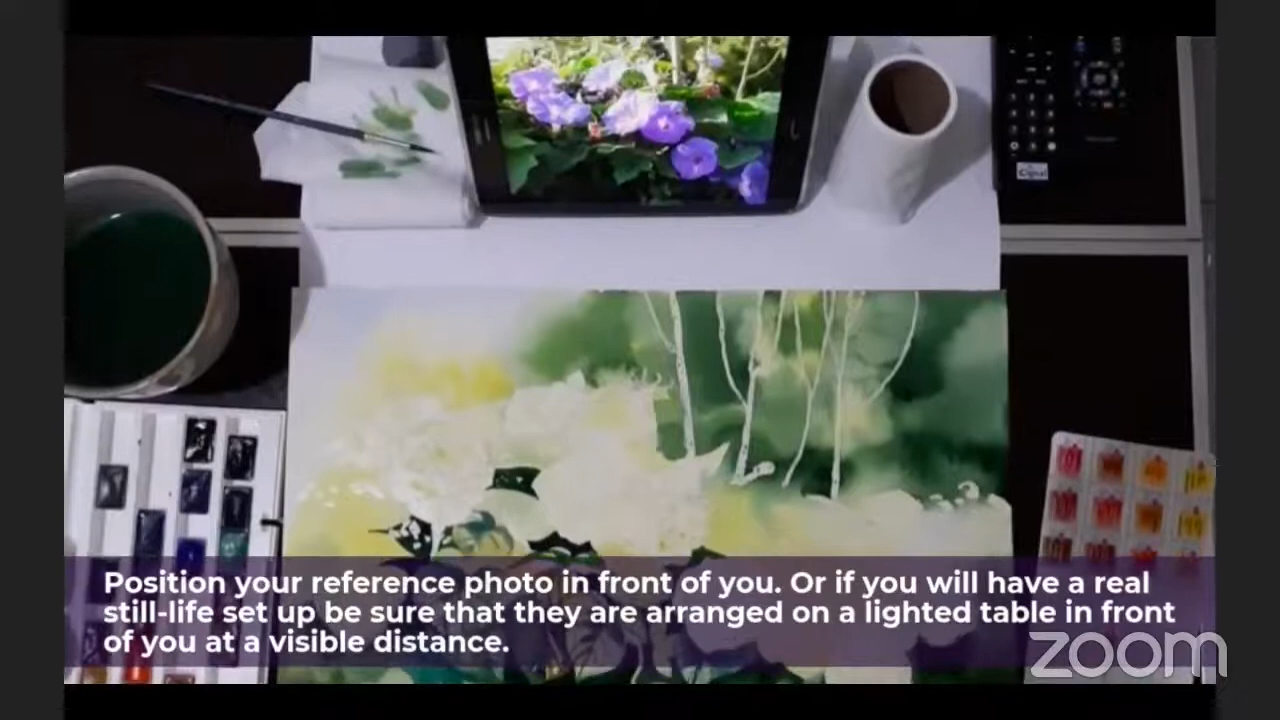 Cignal
Position your reference photo in front of you. Or if you will have a real
still-life set up be sure that they are arranged on a lighted table in front
of you at a visible distance.
zoom